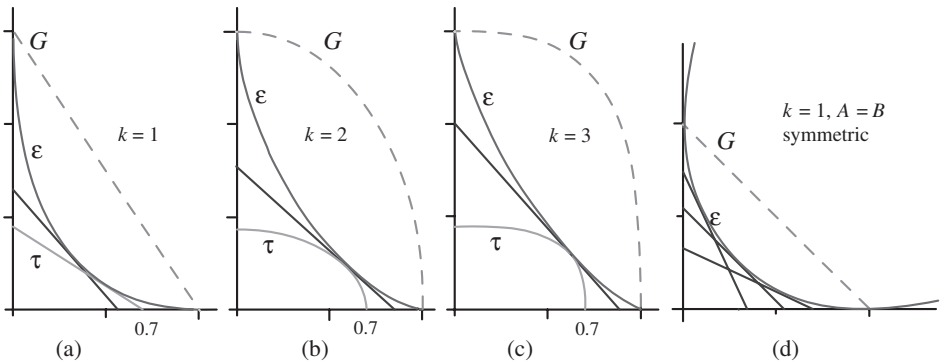 G
ε
k = 1
τ
0.7
(a)
G
ε
k = 2
τ
0.7
(b)
G
ε
k = 3
τ
0.7
(c)
k = 1, A = B
symmetric
G
ε
(d)